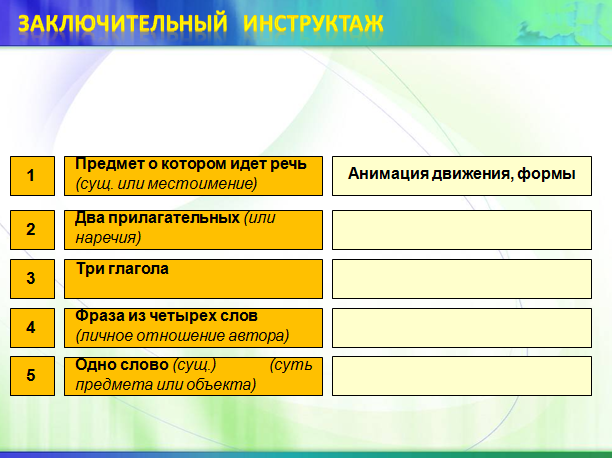 ЗАКЛЮЧИТЕЛЬНЫЙ ИНСТРУКТАЖ
1
Предмет о котором идет речь
(сущ. или местоимение)
Анимация движения, формы
2
Два прилагательных (или
наречия)
3
Три глагола
4
Фраза из четырех слов
(личное отношение автора)
5
Одно слово (сущ.) (суть
предмета или объекта)